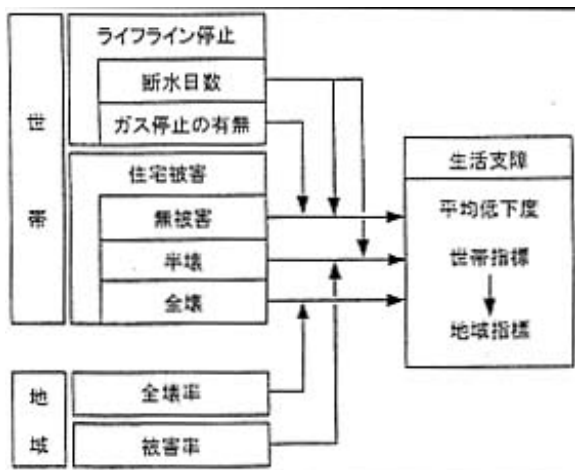 世帯
ライフライン停止
断水日数
ガス停止の有無
住宅被害
無被害
半壊
全壊
地域
全壊率
被害率
生活支障
平均低下度
世帯指標
地域指標